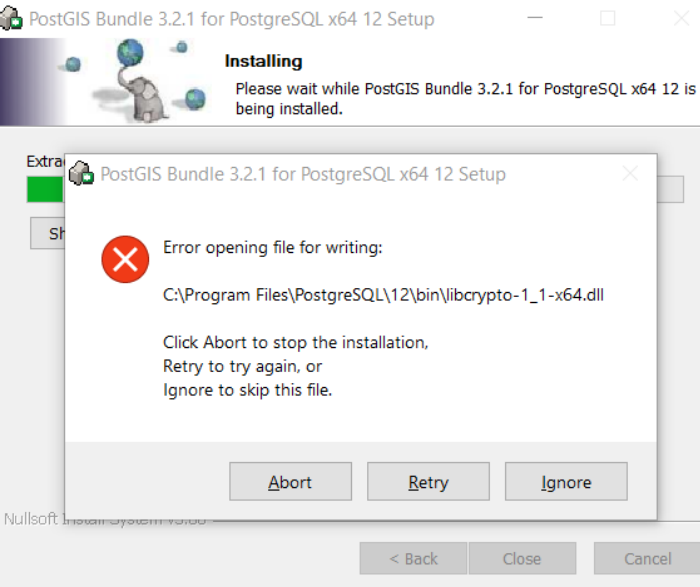 PostGIS Bundle 3.2.1 for PostgreSQL x64 12 Setup
Installing
Please wait while PostGIS Bundle 3.2.1 for PostgreSQL x64 12 is
being installed.
Extra
PostGIS Bundle 3.2.1 for PostgreSQL x64 12 Setup
Sh
Error opening file for writing:
C:\Program Files\PostgreSQL\12\bin\libcrypto-1_1-x64.dll
Click Abort to stop the installation,
Retry to try again, or
Ignore to skip this file.
Abort Retry Ignore
Nullsoft Install System
< Back Close Cancel